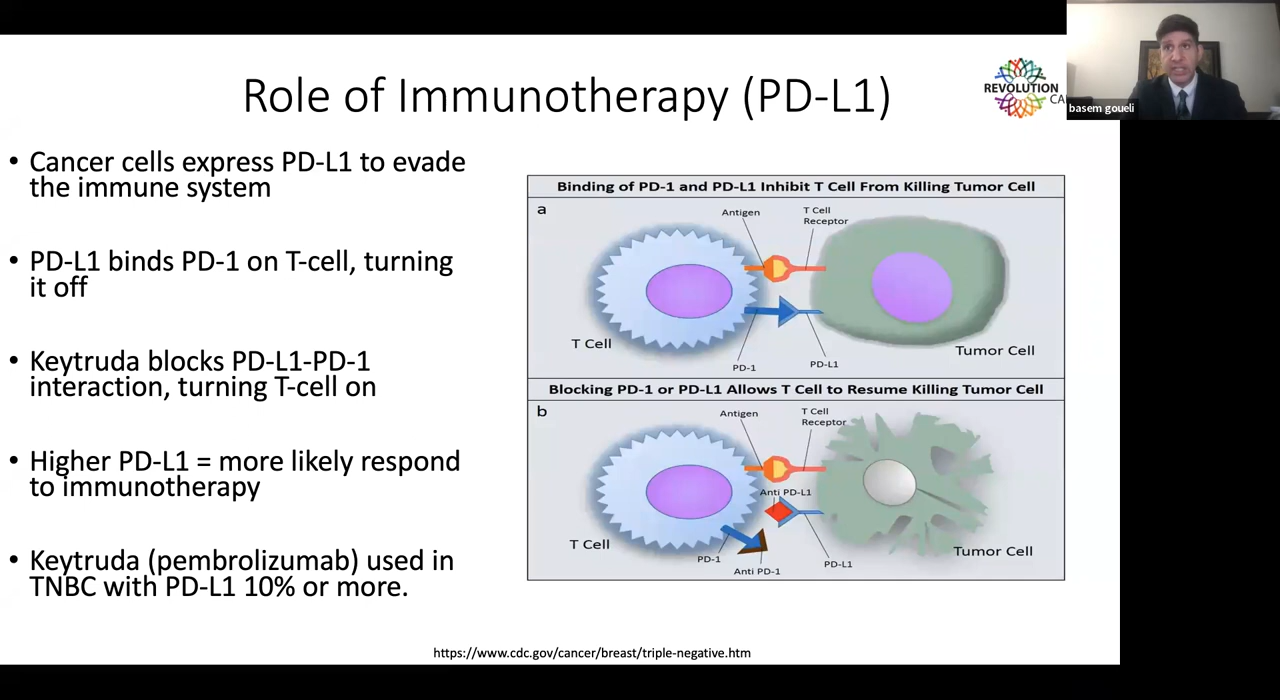 Role of Immunotherapy (PD-L1)
REVOLUTION
CA
basem goueli
• Cancer cells express PD-L1 to evade
the immune system
• PD-L1 binds PD-1 on T-cell, turning
it off
• Keytruda blocks PD-L1-PD-1
interaction, turning T-cell on
• Higher PD-L1 = more likely respond
to immunotherapy
• Keytruda (pembrolizumab) used in
TNBC with PD-L1 10% or more.
Binding of PD-1 and PD-L1 Inhibit T Cell From Killing Tumor Cell
a
Antigen
T Cell
Receptor
T Cell
Tumor Cell
PD-1
PD-L1
Blocking PD-1 or PD-L1 Allows T Cell to Resume Killing Tumor Cell
b
Antigen
T Cell
Receptor
Anti PD-L1
T Cell
Tumor Cell
PD-1
Anti PD-1
PD-L1
https://www.cdc.gov/cancer/breast/triple-negative.htm